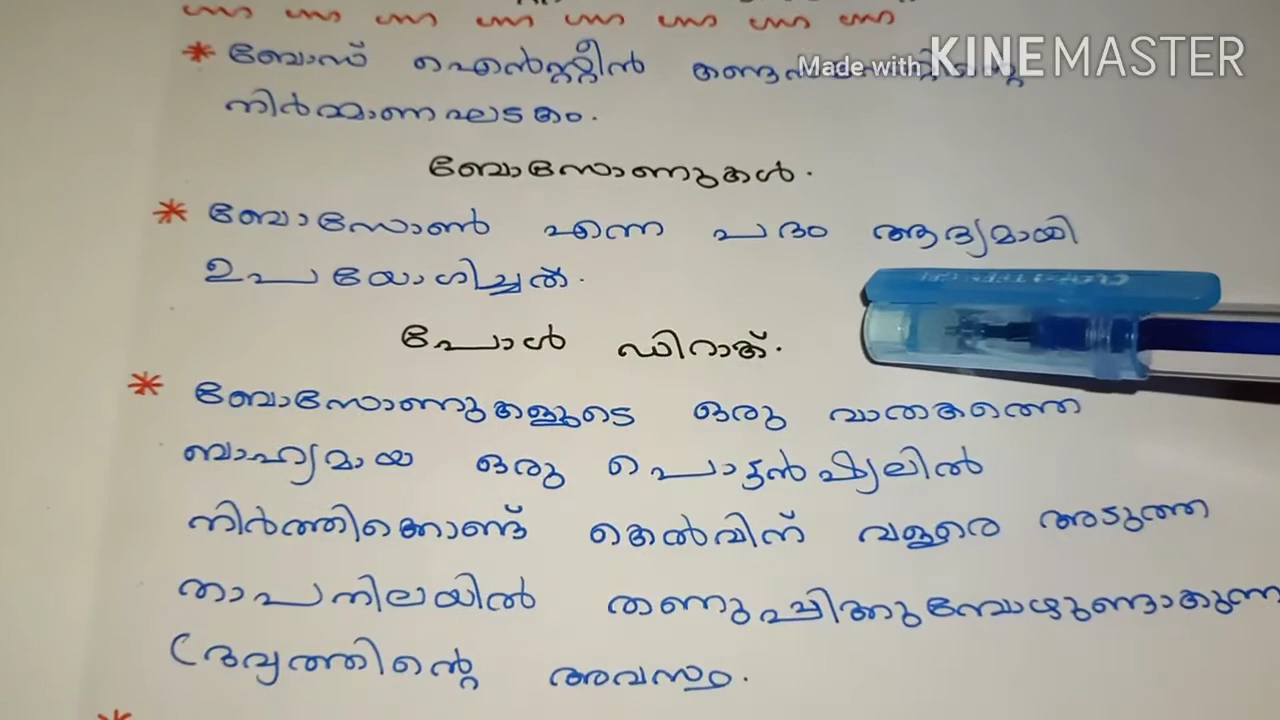 * ബോസ് ഐൻസ്റ്റീൻ
Made with KINEMASTER
നിർമ്മാണഘടകം.
ബോസോണുകൾ.
* ബോസോൺ എന്ന പദം ആദ്യമായി
ഉപയോഗിച്ചത്.
പോൾ ഡിറാക്.
* ബോസോണുകളുടെ ഒരു വാതകത്തെ
ബാഹ്യമായ ഒരു പൊട്ടൻഷ്യലിൽ
നിർത്തിക്കൊണ്ട് കെൽവിന് വളരെ അടുത്ത
താപനിലയിൽ തണുപ്പിക്കുമ്പോഴുണ്ടാകുന്ന
ദ്രവ്യത്തിന്റെ അവസ്ഥ.
*